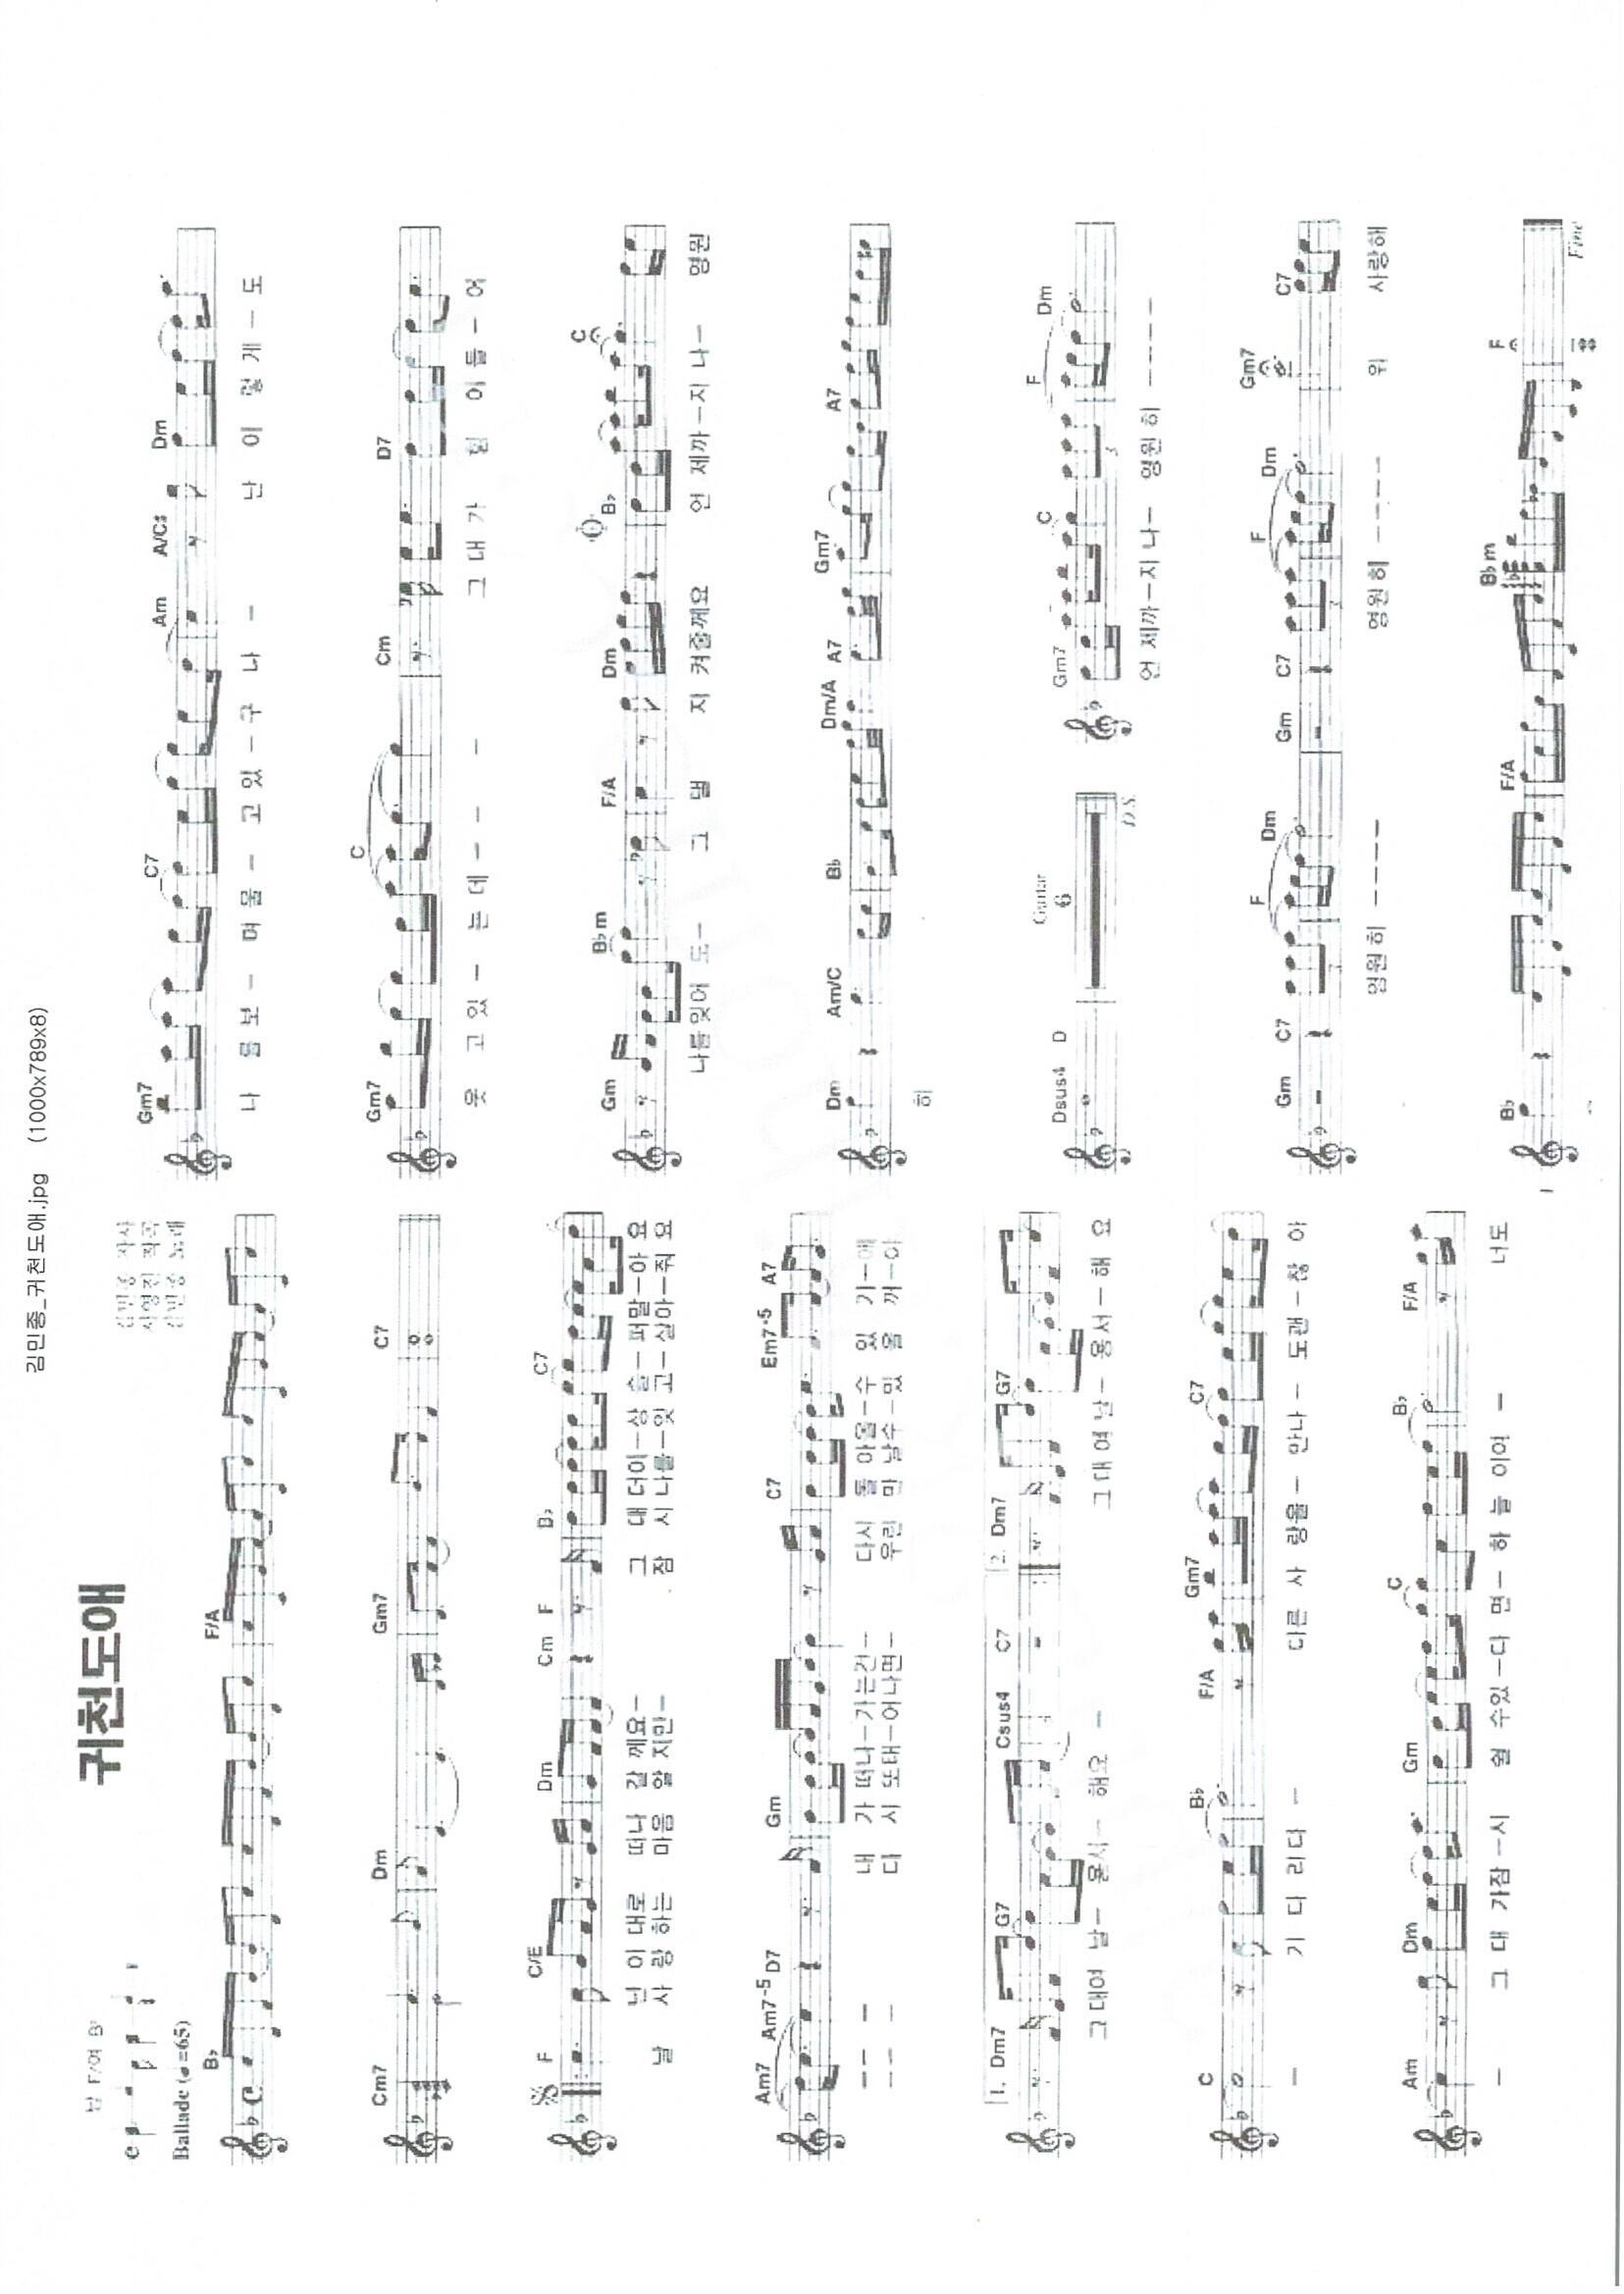 김민종_귀천도애.jpg (1000x789x8)
남 F/여 B♭
귀천도애
김민종 작사
서영진 작곡
김민종 노래
Ballade (♩=65)
B♭ F/A
Cm7 Dm Gm7 C7
F C/E Dm Cm F B♭ C7
난 이 대로 떠나 갈 께요– 그 대 더이–상 슬–퍼말–아 요
날 사 랑 하는 마음 알 지만– 잠 시 나를–잊 고–살아–줘 요
Am7 Am7-5 D7 Gm C7 Em7-5 A7
–– – 내 가 떠나–가는건– 다시 돌 아올–수 있 기–에
–– – 다 시 또태–어나면– 우린 만 날수–있 을 꺼–야
1. Dm7 G7 Csus4 C7 2. Dm7 G7
그 대여 날– 용서– 해요 – 그 대 여 날– 용서–해 요
C B♭ F/A Gm7 C7
– 기 다 리다 – 다른 사 랑을– 만나– 도괜–찮 아
Am Dm Gm C B♭ F/A
– 그 대 가잠–시 쉴 수있–다 면– 하 늘 이여 – 너도
Gm7 C7 Am A/C♯ Dm
나 를보– 며 울– 고있–구 나 – 난 이 렇게– 도
Gm7 C Cm D7
웃 고있– 는데– – – 그 대 가 힘 이들– 어
Gm B♭m F/A Dm B♭ C
나를잊어 도– 그 댈 지 켜줄께요 언 제까–지 나– 영원
Dm Am/C B♭ Dm/A A7 Gm7 A7
히
Dsus4 D Guitar 6 D.S. Gm7 C F Dm
3
언 제까–지 나– 영원 히 ––––
Gm C7 F Dm Gm C7 F Dm Gm7 C7
3 3
영원 히 –––– 영원 히 –––– 위 사랑해
B♭ F/A B♭m F
Fine